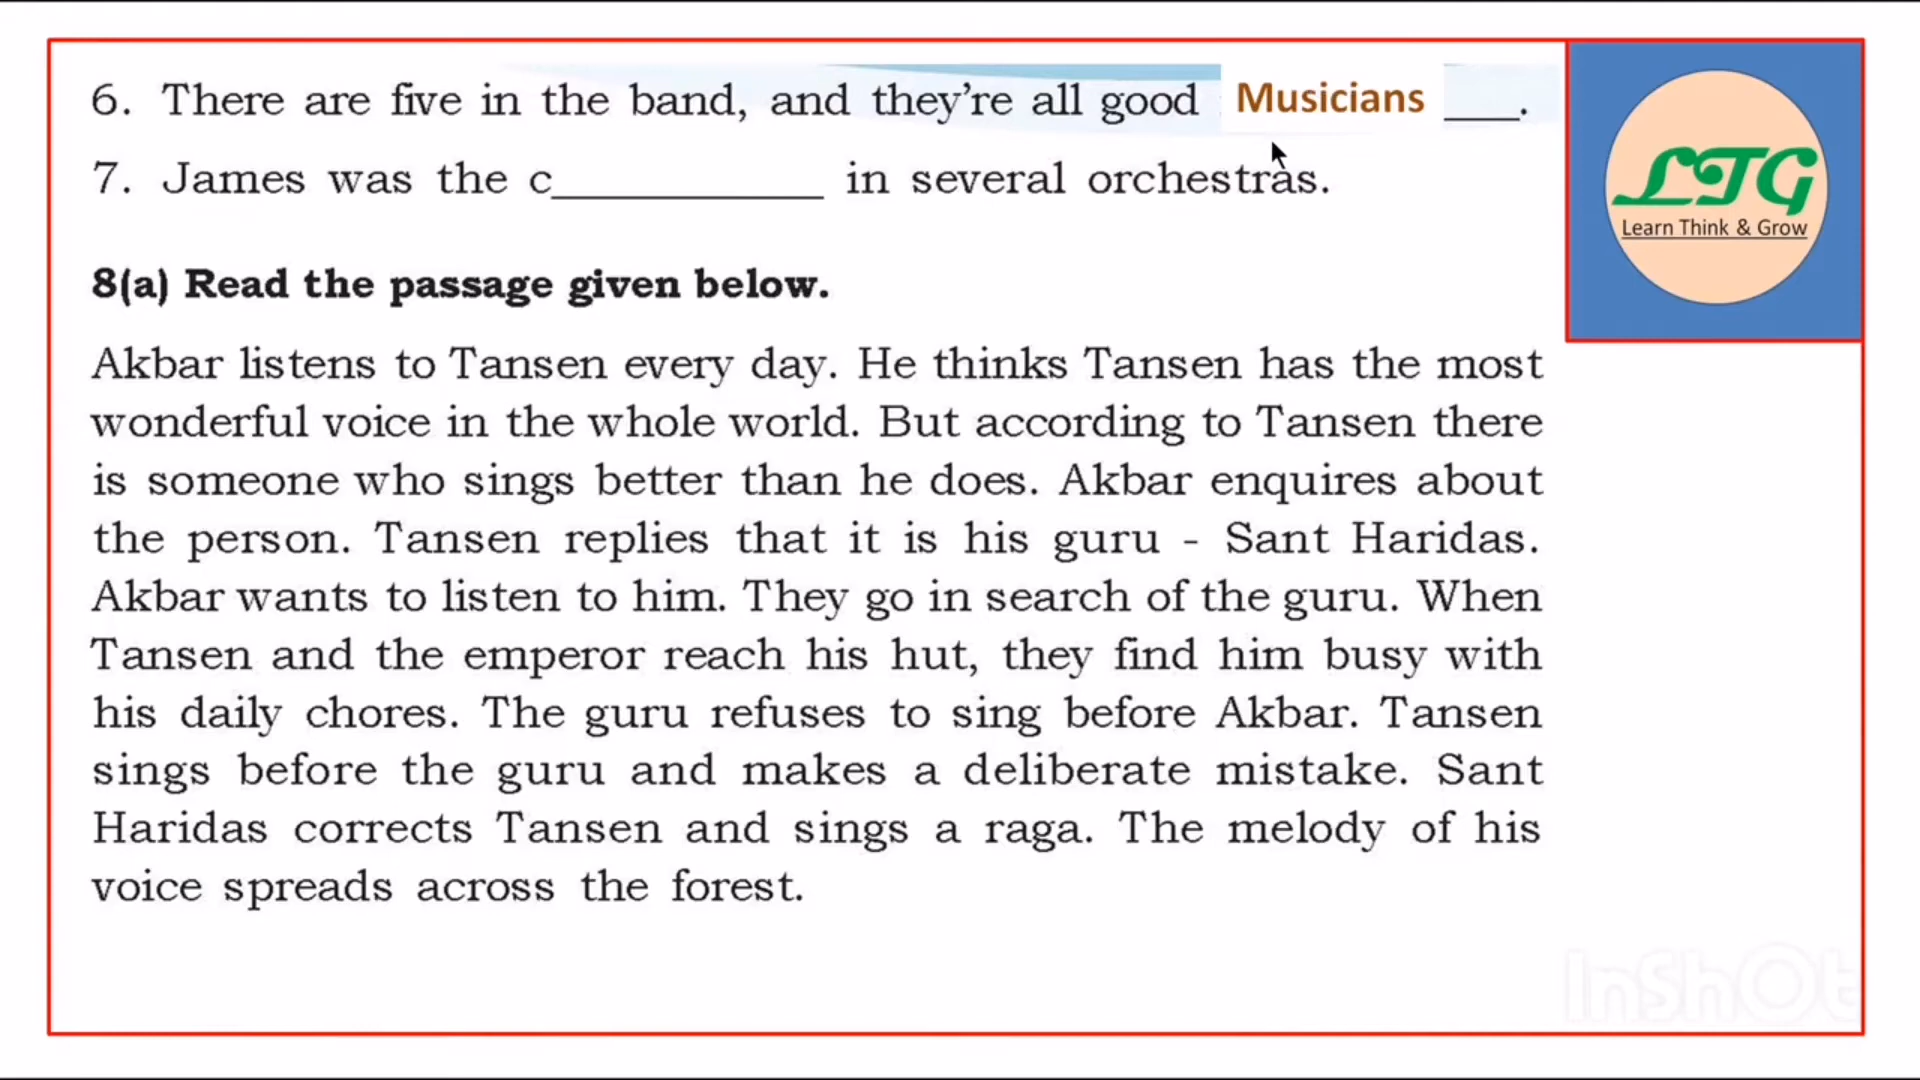 6. There are five in the band, and they're all good Musicians ____.
7. James was the c__________ in several orchestras.
LTG
Learn Think & Grow
8(a) Read the passage given below.
Akbar listens to Tansen every day. He thinks Tansen has the most
wonderful voice in the whole world. But according to Tansen there
is someone who sings better than he does. Akbar enquires about
the person. Tansen replies that it is his guru - Sant Haridas.
Akbar wants to listen to him. They go in search of the guru. When
Tansen and the emperor reach his hut, they find him busy with
his daily chores. The guru refuses to sing before Akbar. Tansen
sings before the guru and makes a deliberate mistake. Sant
Haridas corrects Tansen and sings a raga. The melody of his
voice spreads across the forest.
InShOt